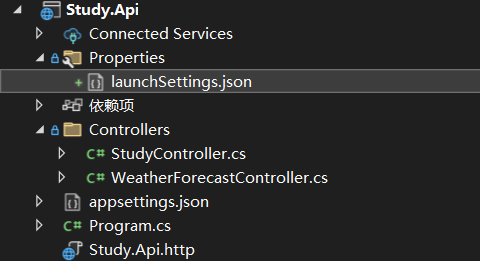 Study.Api
Connected Services
Properties
launchSettings.json
依赖项
Controllers
C# StudyController.cs
C# WeatherForecastController.cs
appsettings.json
C# Program.cs
Study.Api.http